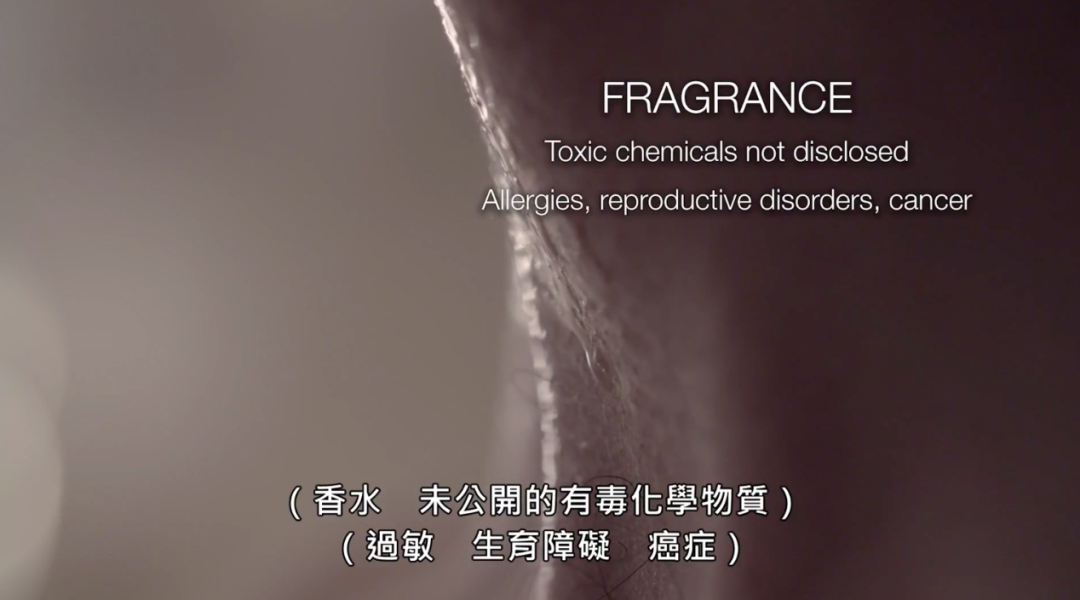 FRAGRANCE
Toxic chemicals not disclosed
Allergies, reproductive disorders, cancer
（香水　未公開的有毒化學物質）
（過敏　生育障礙　癌症）